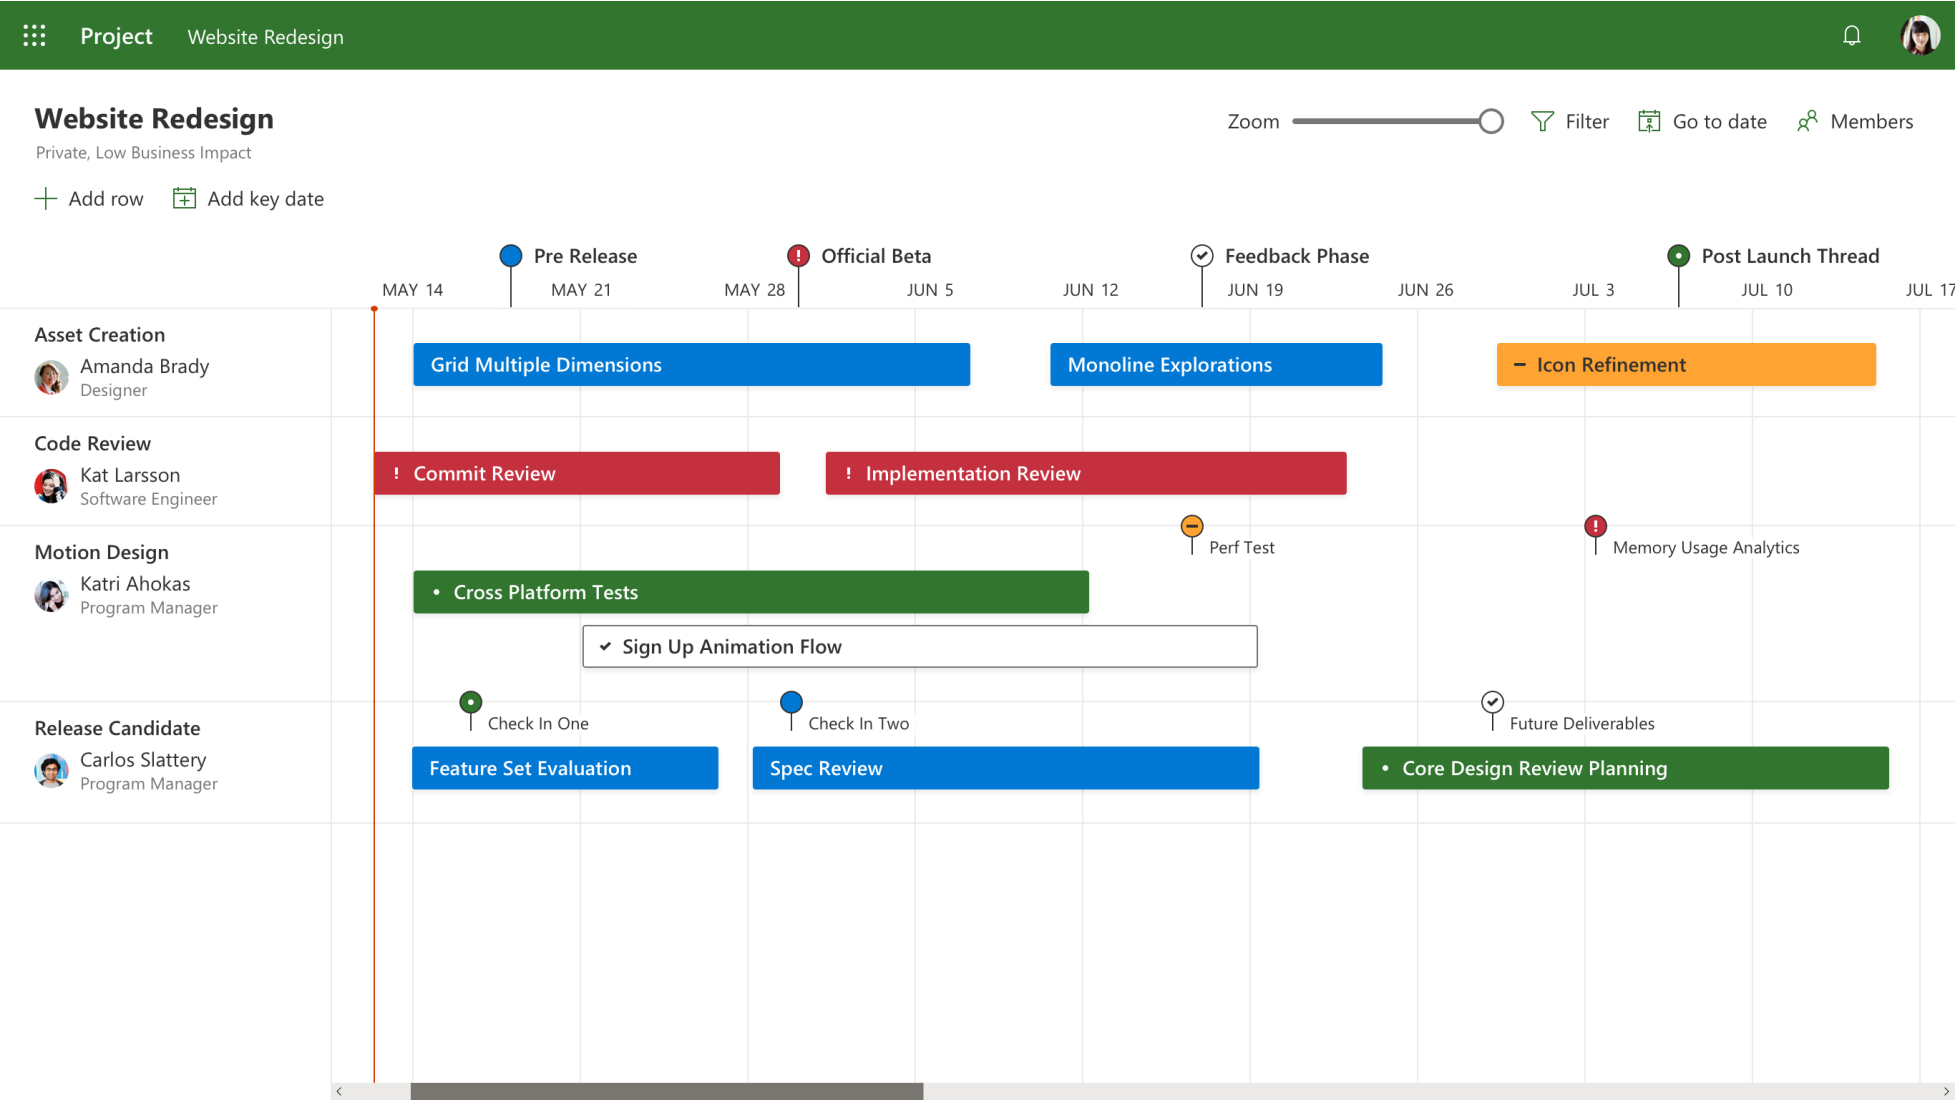 Project Website Redesign
Website Redesign
Private, Low Business Impact
Zoom Filter Go to date Members
Add row Add key date
Pre Release Official Beta Feedback Phase Post Launch Thread
MAY 14 MAY 21 MAY 28 JUN 5 JUN 12 JUN 19 JUN 26 JUL 3 JUL 10 JUL 17
Asset Creation
Amanda Brady
Designer
Grid Multiple Dimensions Monoline Explorations Icon Refinement
Code Review
Kat Larsson
Software Engineer
! Commit Review ! Implementation Review
Perf Test Memory Usage Analytics
Motion Design
Katri Ahokas
Program Manager
Cross Platform Tests
Sign Up Animation Flow
Check In One Check In Two Future Deliverables
Release Candidate
Carlos Slattery
Program Manager
Feature Set Evaluation Spec Review Core Design Review Planning